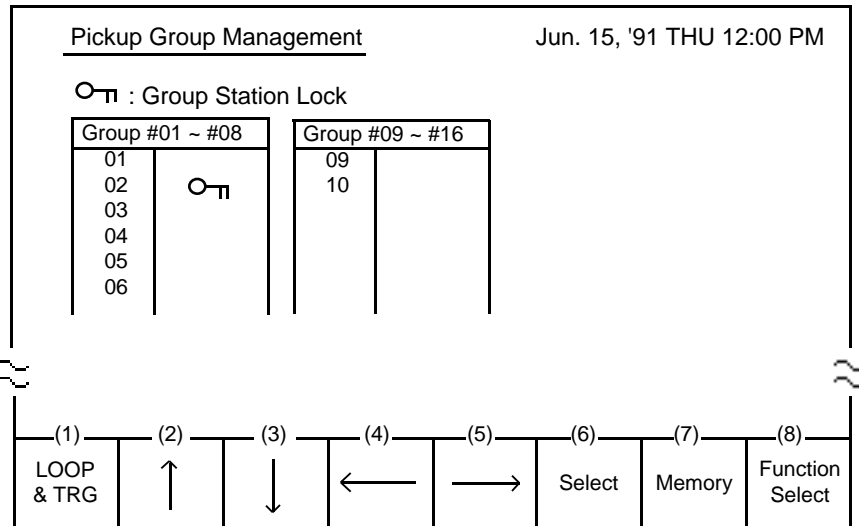 Pickup Group Management Jun. 15, '91 THU 12:00 PM
: Group Station Lock
Group #01 ~ #08 Group #09 ~ #16
01 09
02 10
03
04
05
06
(1) (2) (3) (4) (5) (6) (7) (8)
LOOP & TRG ↑ ↓ ← → Select Memory Function Select